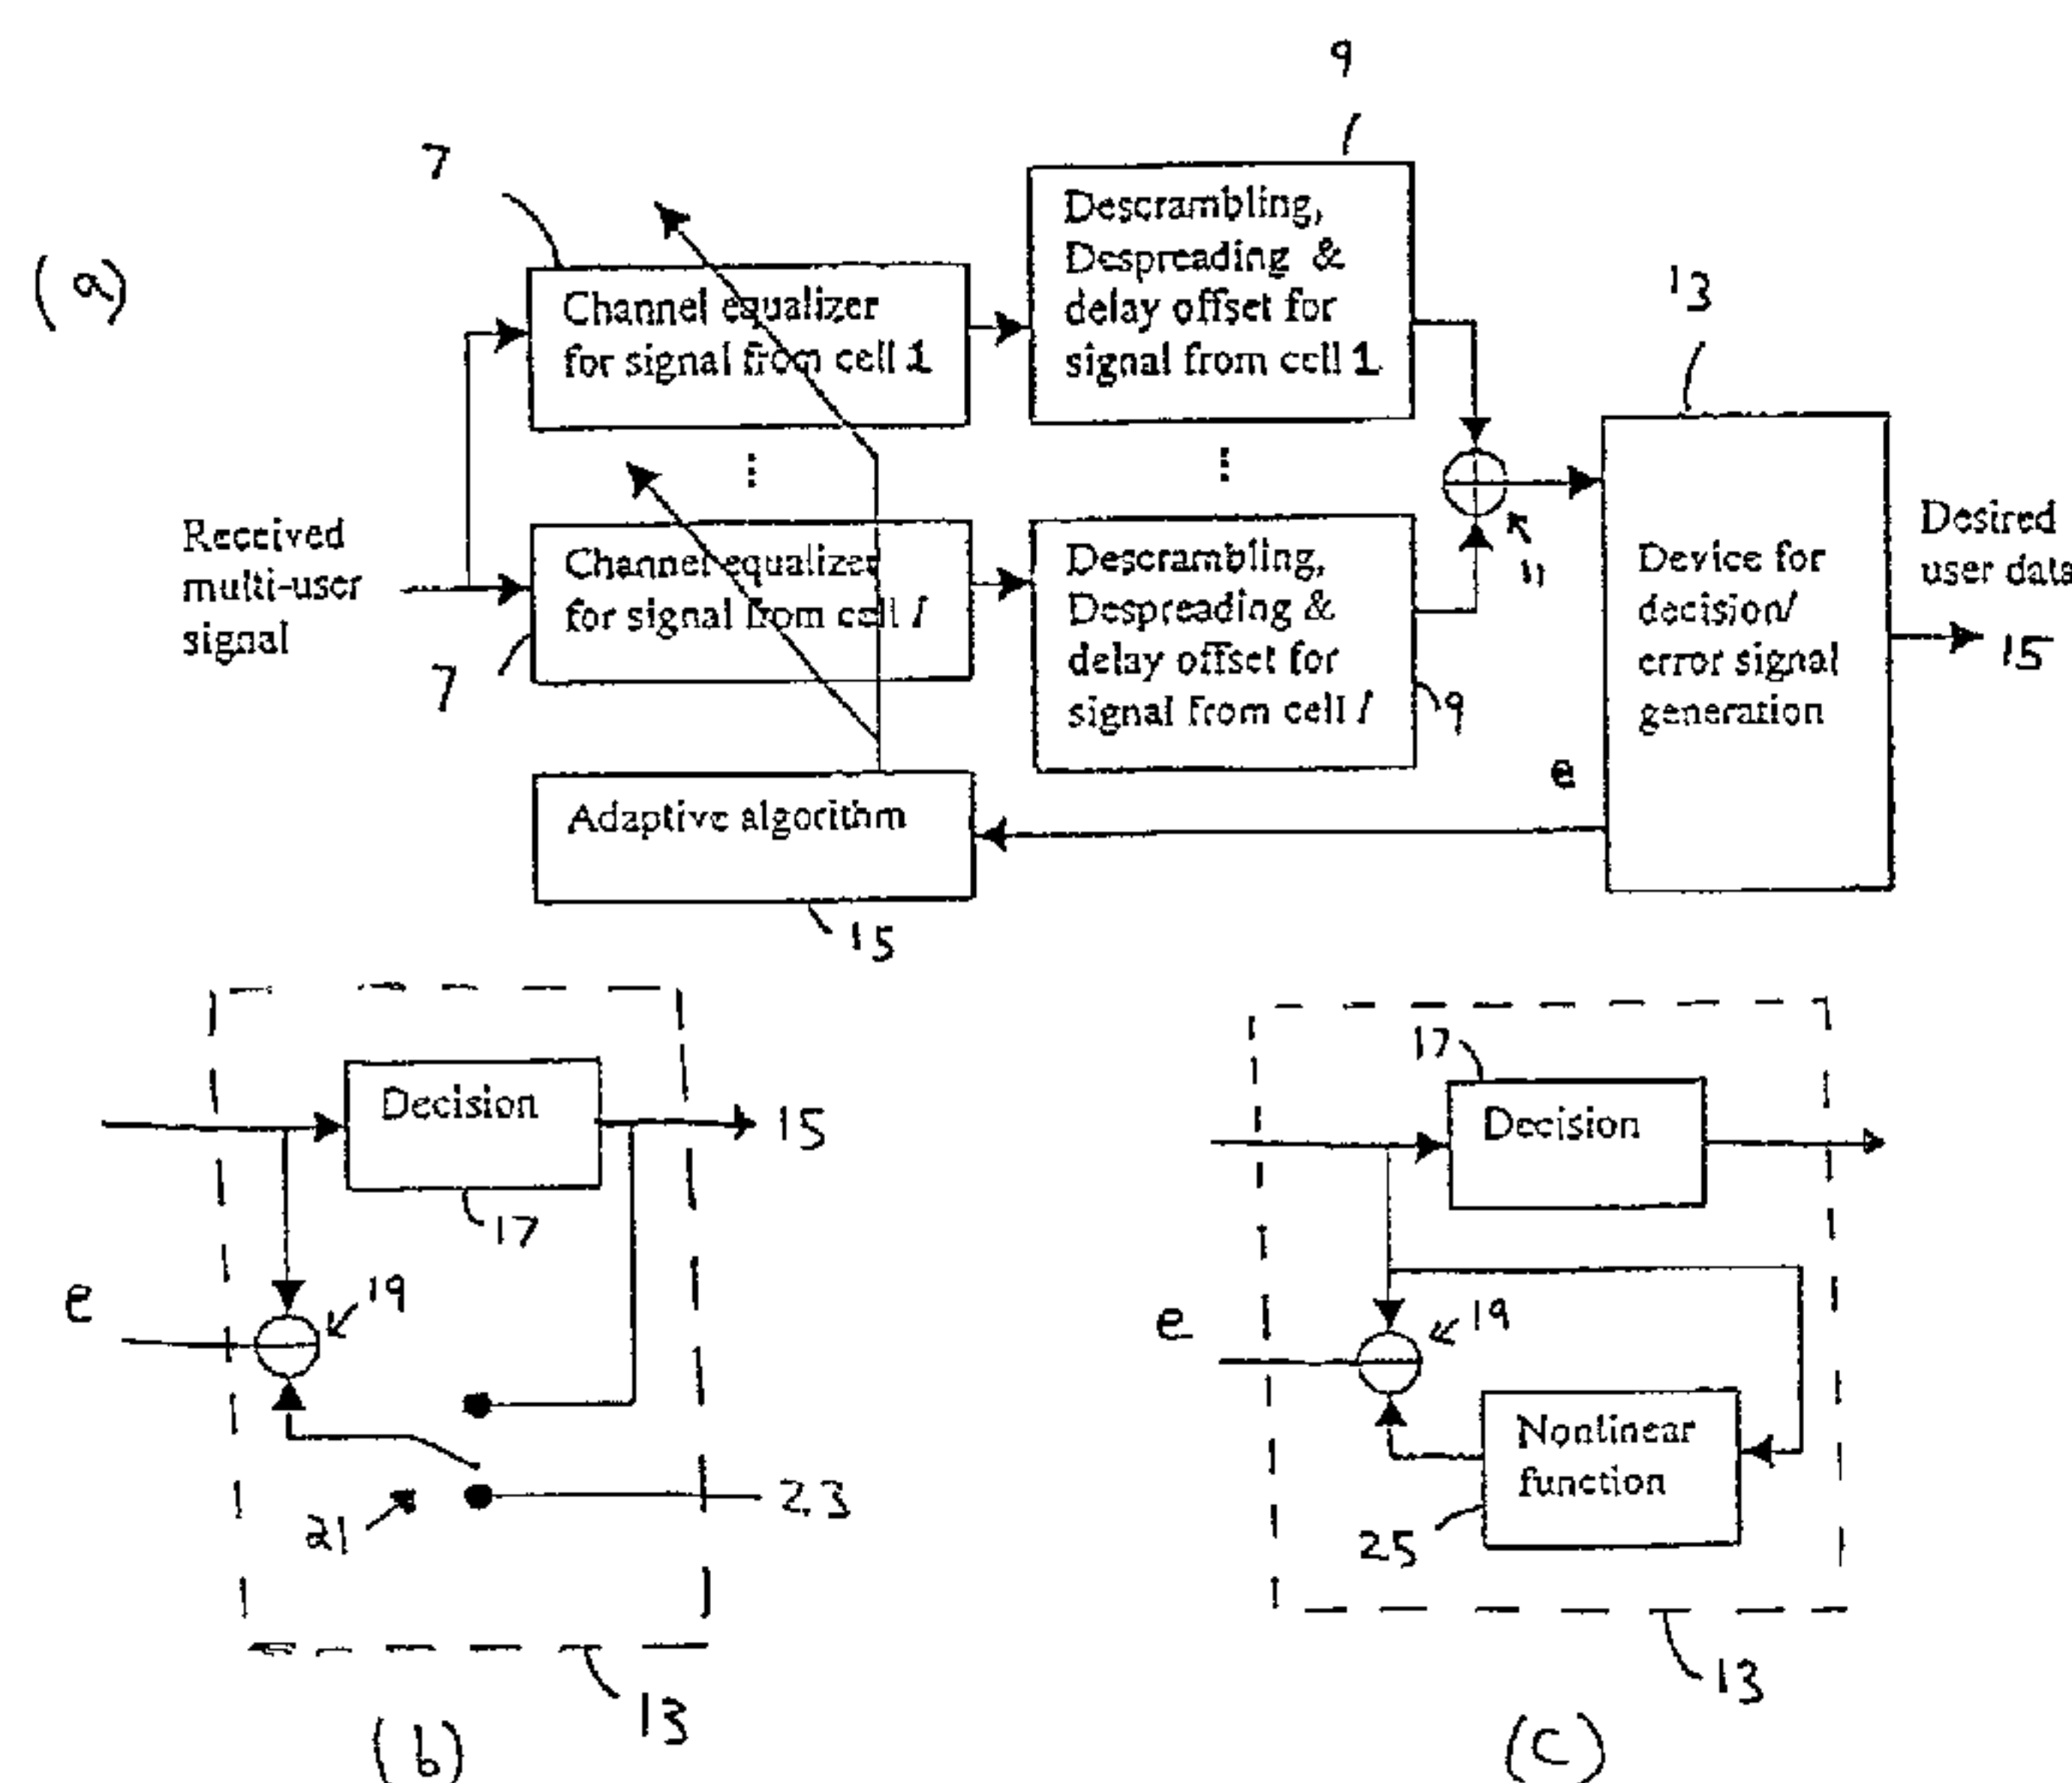 9
7
(a)
Descrambling,
Despreading &
delay offset for
signal from cell 1
13
Channel equalizer
for signal from cell 1
Received
multi-user
signal
Channel equalizer
for signal from cell l
7
Descrambling,
Despreading &
delay offset for
signal from cell l
9
11
Device for
decision/
error signal
generation
Desired
user data
15
e
Adaptive algorithm
15
Decision
15
17
e
19
21
23
13
(b)
17
Decision
e
19
Nonlinear
function
25
13
(c)